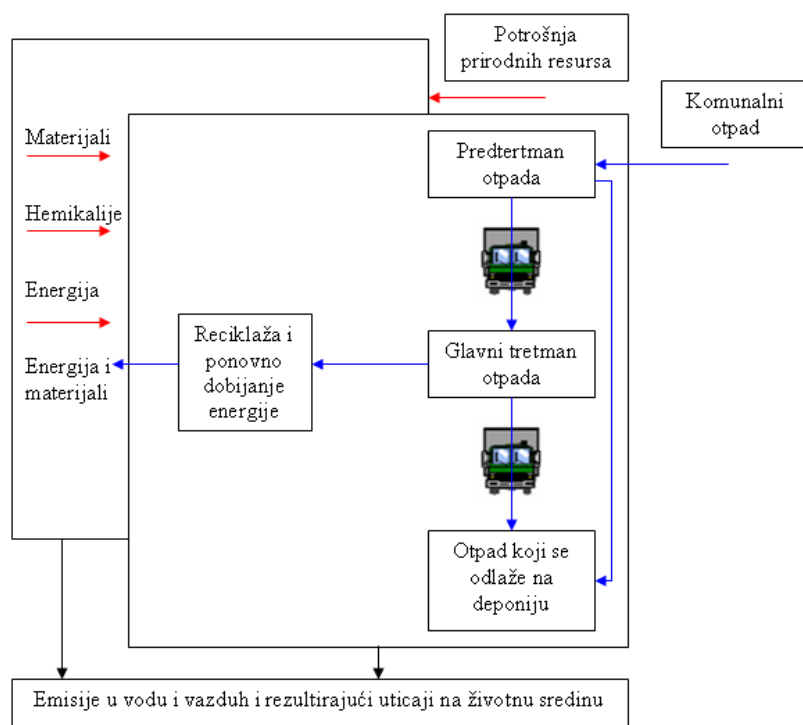 Potrošnja
prirodnih resursa
Komunalni
otpad
Materijali
Predtertman
otpada
Hemikalije
Energija
Reciklaža i
ponovno
dobijanje
energije
Glavni tretman
otpada
Energija i
materijali
Otpad koji se
odlaže na
deponiju
Emisije u vodu i vazduh i rezultirajući uticaji na životnu sredinu